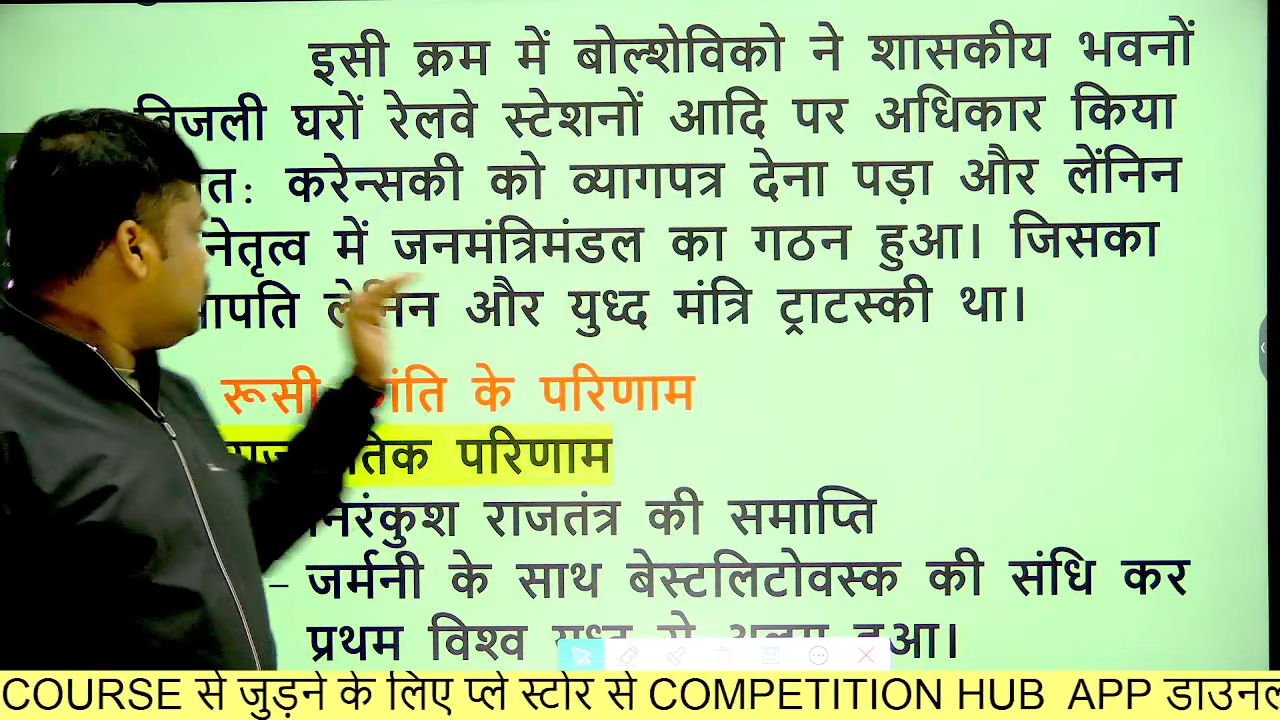 इसी क्रम में बोल्शेविको ने शासकीय भवनों
विजली घरों रेलवे स्टेशनों आदि पर अधिकार किया
करेन्सकी को व्यागपत्र देना पड़ा और लेंनिन
नेतृत्व में जनमंत्रिमंडल का गठन हुआ। जिसका
लेनिन और युध्द मंत्रि ट्राटस्की था।
रूसी के परिणाम
परिणाम
निरंकुश राजतंत्र की समाप्ति
– जर्मनी के साथ बेस्टलिटोवस्क की संधि कर
प्रथम विश्व युध्द से अलग हुआ।
COURSE से जुड़ने के लिए प्ले स्टोर से COMPETITION HUB APP